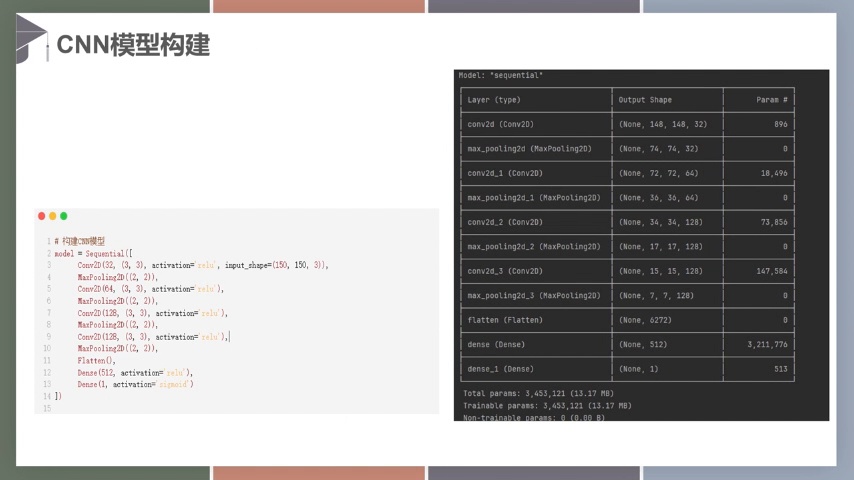 CNN模型构建
1 # 构建CNN模型
2 model = Sequential([
3 Conv2D(32, (3, 3), activation='relu', input_shape=(150, 150, 3)),
4 MaxPooling2D((2, 2)),
5 Conv2D(64, (3, 3), activation='relu'),
6 MaxPooling2D((2, 2)),
7 Conv2D(128, (3, 3), activation='relu'),
8 MaxPooling2D((2, 2)),
9 Conv2D(128, (3, 3), activation='relu'),
10 MaxPooling2D((2, 2)),
11 Flatten(),
12 Dense(512, activation='relu'),
13 Dense(1, activation='sigmoid')
14 ])
15
Model: "sequential"
Layer (type) Output Shape Param #
conv2d (Conv2D) (None, 148, 148, 32) 896
max_pooling2d (MaxPooling2D) (None, 74, 74, 32) 0
conv2d_1 (Conv2D) (None, 72, 72, 64) 18,496
max_pooling2d_1 (MaxPooling2D) (None, 36, 36, 64) 0
conv2d_2 (Conv2D) (None, 34, 34, 128) 73,856
max_pooling2d_2 (MaxPooling2D) (None, 17, 17, 128) 0
conv2d_3 (Conv2D) (None, 15, 15, 128) 147,584
max_pooling2d_3 (MaxPooling2D) (None, 7, 7, 128) 0
flatten (Flatten) (None, 6272) 0
dense (Dense) (None, 512) 3,211,776
dense_1 (Dense) (None, 1) 513
Total params: 3,453,121 (13.17 MB)
Trainable params: 3,453,121 (13.17 MB)
Non-trainable params: 0 (0.00 B)